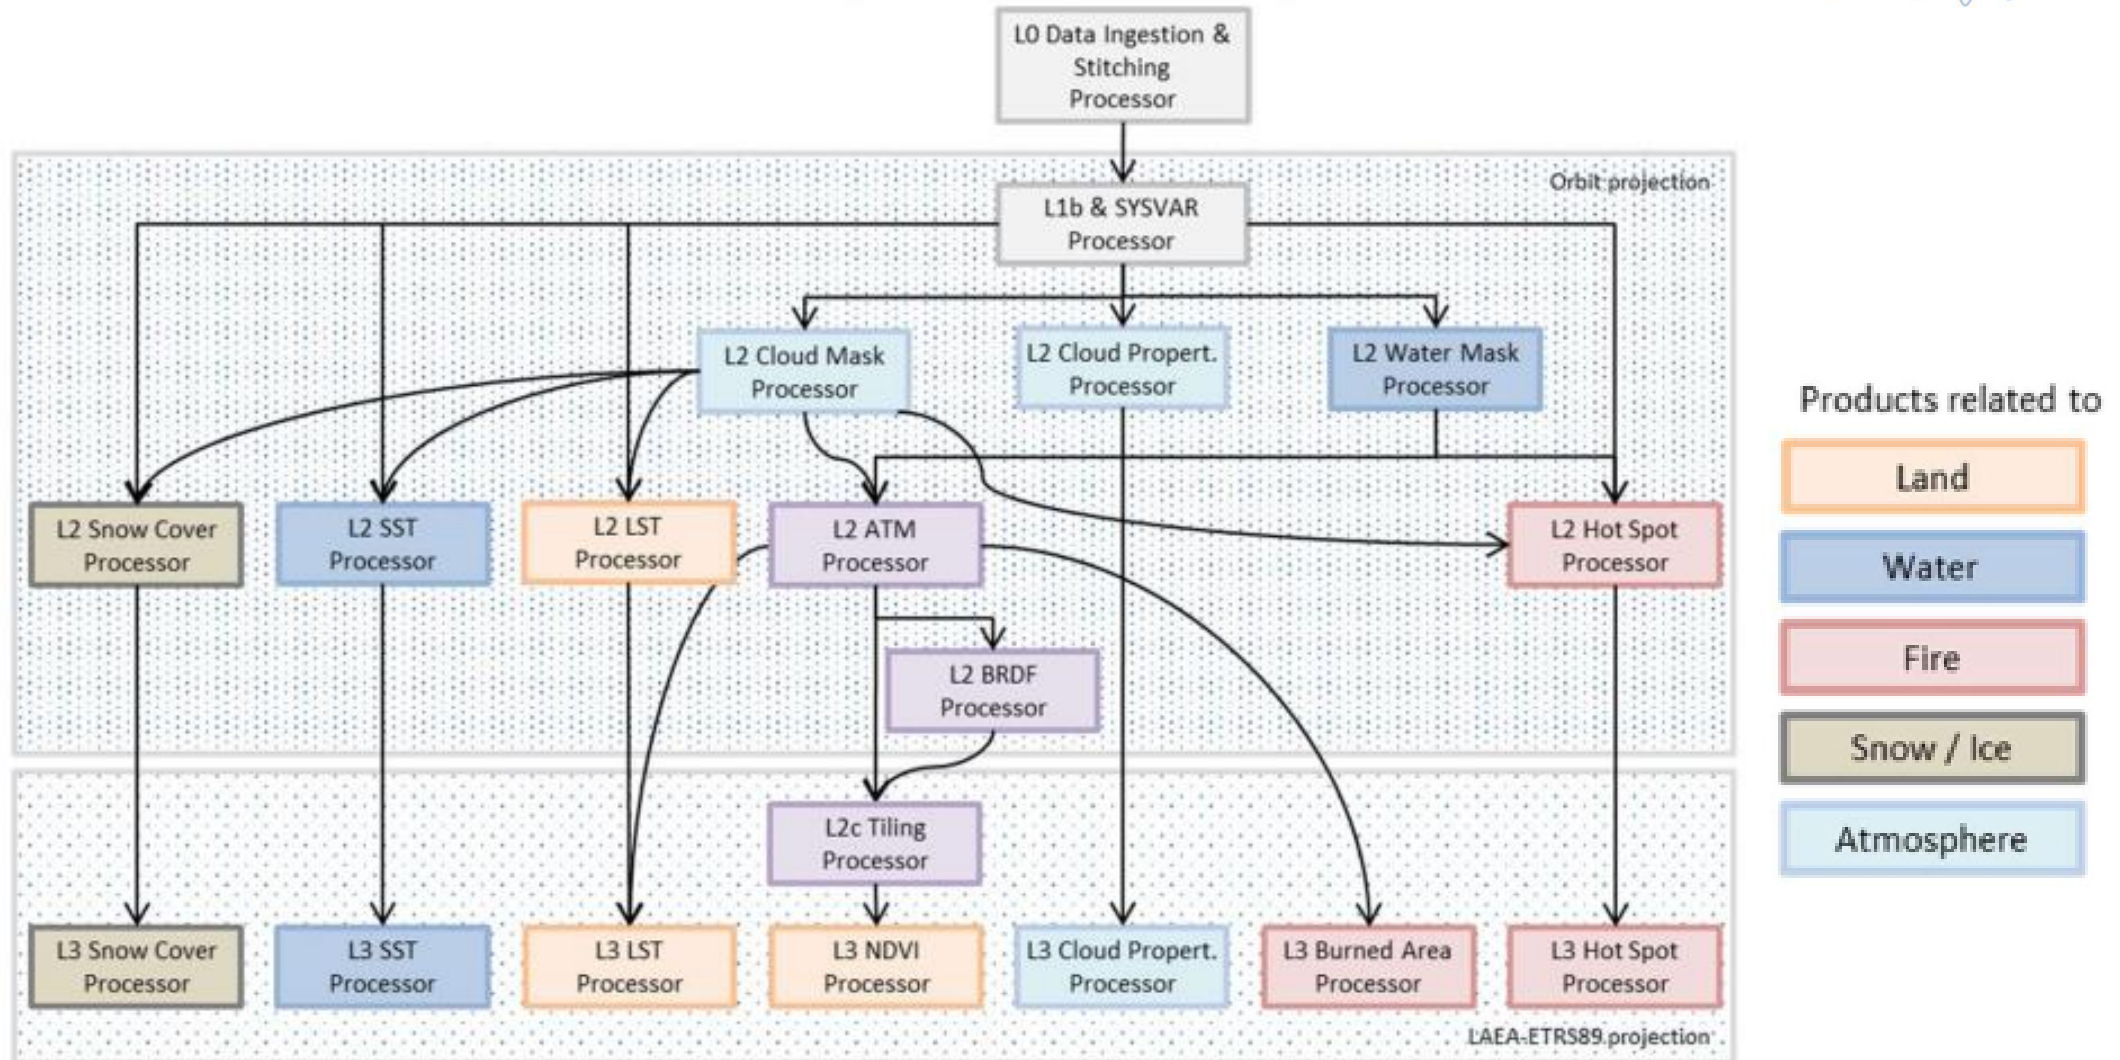 L0 Data Ingestion &
Stitching
Processor
Orbit projection
L1b & SYSVAR
Processor
L2 Cloud Mask
Processor
L2 Cloud Propert.
Processor
L2 Water Mask
Processor
L2 Snow Cover
Processor
L2 SST
Processor
L2 LST
Processor
L2 ATM
Processor
L2 Hot Spot
Processor
L2 BRDF
Processor
L2c Tiling
Processor
L3 Snow Cover
Processor
L3 SST
Processor
L3 LST
Processor
L3 NDVI
Processor
L3 Cloud Propert.
Processor
L3 Burned Area
Processor
L3 Hot Spot
Processor
LAEA-ETRS89 projection
Products related to
Land
Water
Fire
Snow / Ice
Atmosphere